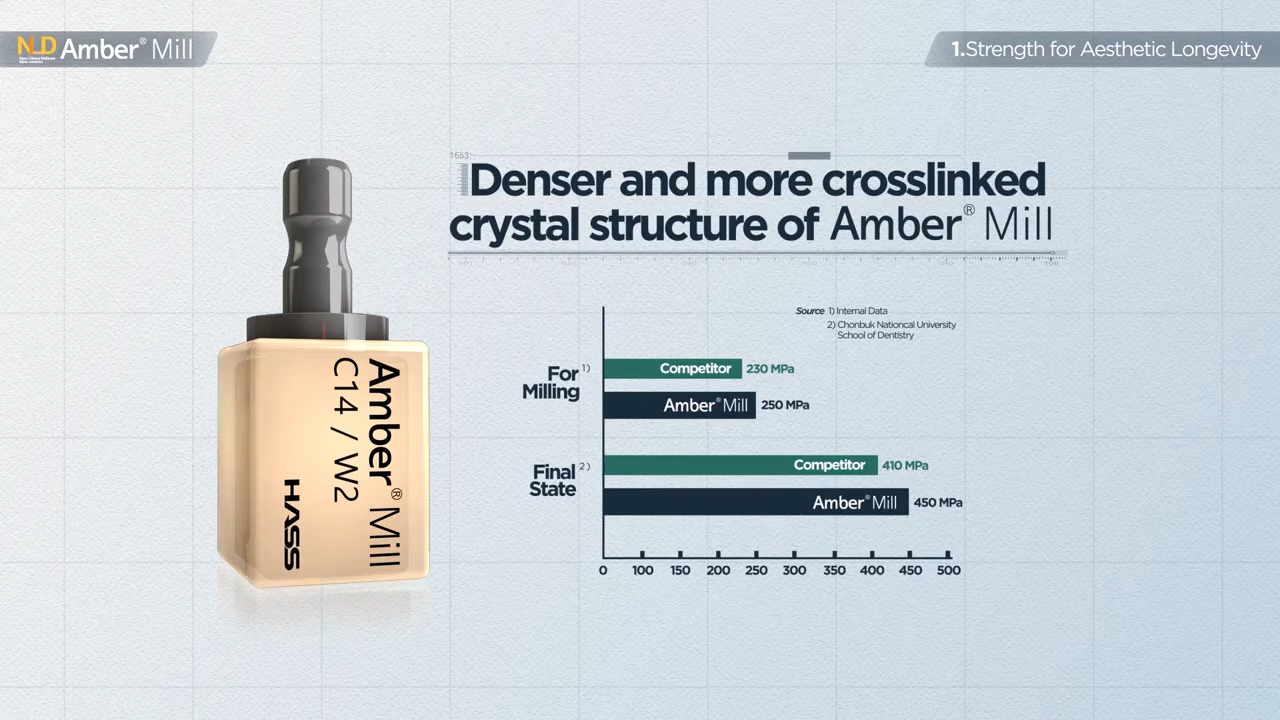 NLD Amber® Mill
1.Strength for Aesthetic Longevity
1663
Denser and more crosslinked
crystal structure of Amber® Mill
Source 1) Internal Data
2) Chonbuk Nationcal University
School of Dentistry
For 1)
Milling
Competitor 230 MPa
Amber® Mill 250 MPa
Final 2)
State
Competitor 410 MPa
Amber® Mill 450 MPa
0 100 150 200 250 300 350 400 450 500
Amber® Mill
C14 / W2
HASS